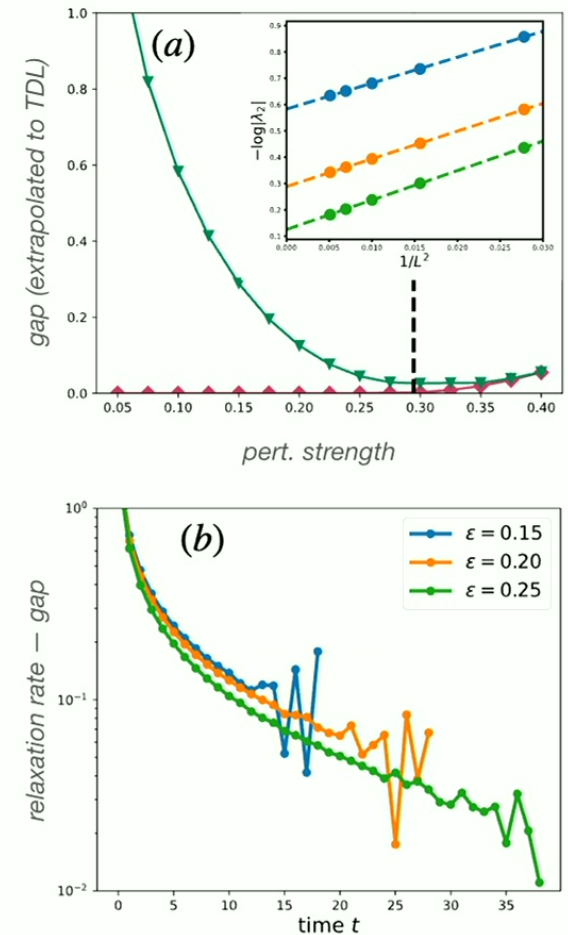 (a)
gap (extrapolated to TDL)
1.0
0.8
0.6
0.4
0.2
0.0
0.05 0.10 0.15 0.20 0.25 0.30 0.35 0.40
pert. strength
−log|λ₂|
0.9
0.8
0.7
0.6
0.5
0.4
0.3
0.2
0.1
0.000 0.005 0.010 0.015 0.020 0.025 0.030
1/L²
(b)
relaxation rate — gap
10⁰
10⁻¹
10⁻²
ε = 0.15
ε = 0.20
ε = 0.25
0 5 10 15 20 25 30 35
time t